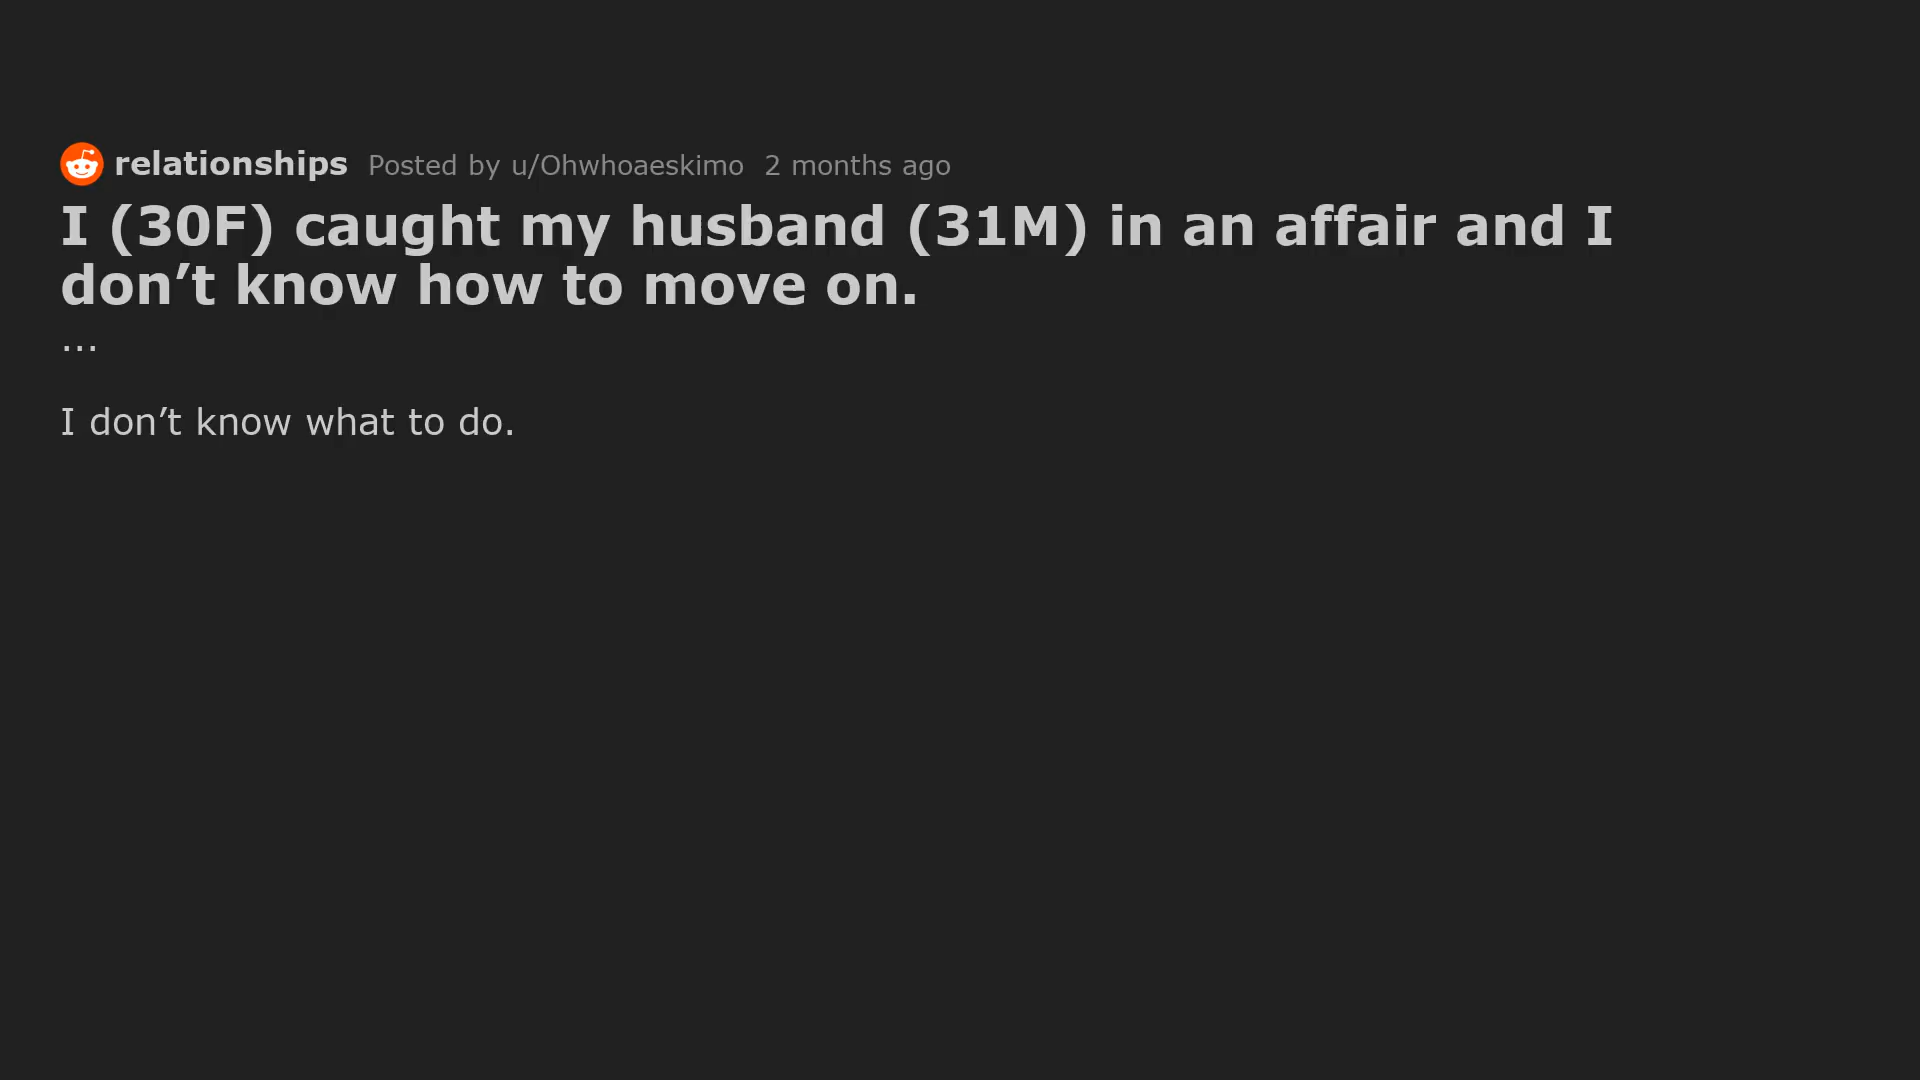 relationships Posted by u/Ohwhoaeskimo 2 months ago
I (30F) caught my husband (31M) in an affair and I
don’t know how to move on.
...
I don’t know what to do.